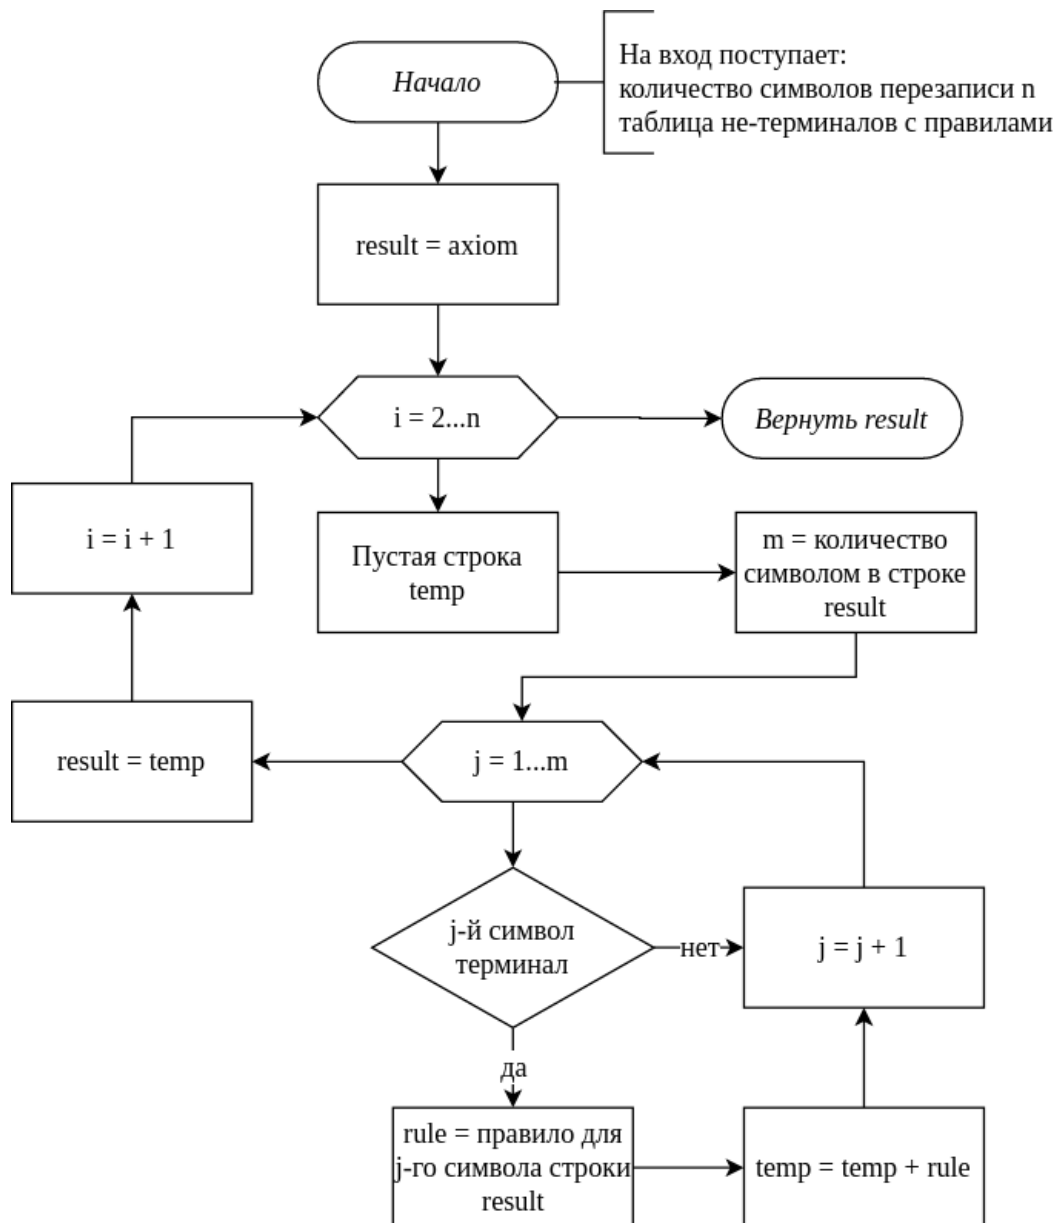 Начало
На вход поступает:
количество символов перезаписи n
таблица не-терминалов с правилами
result = axiom
i = 2...n
Вернуть result
i = i + 1
Пустая строка
temp
m = количество
символом в строке
result
result = temp
j = 1...m
j-й символ
терминал
нет
j = j + 1
да
rule = правило для
j-го символа строки
result
temp = temp + rule